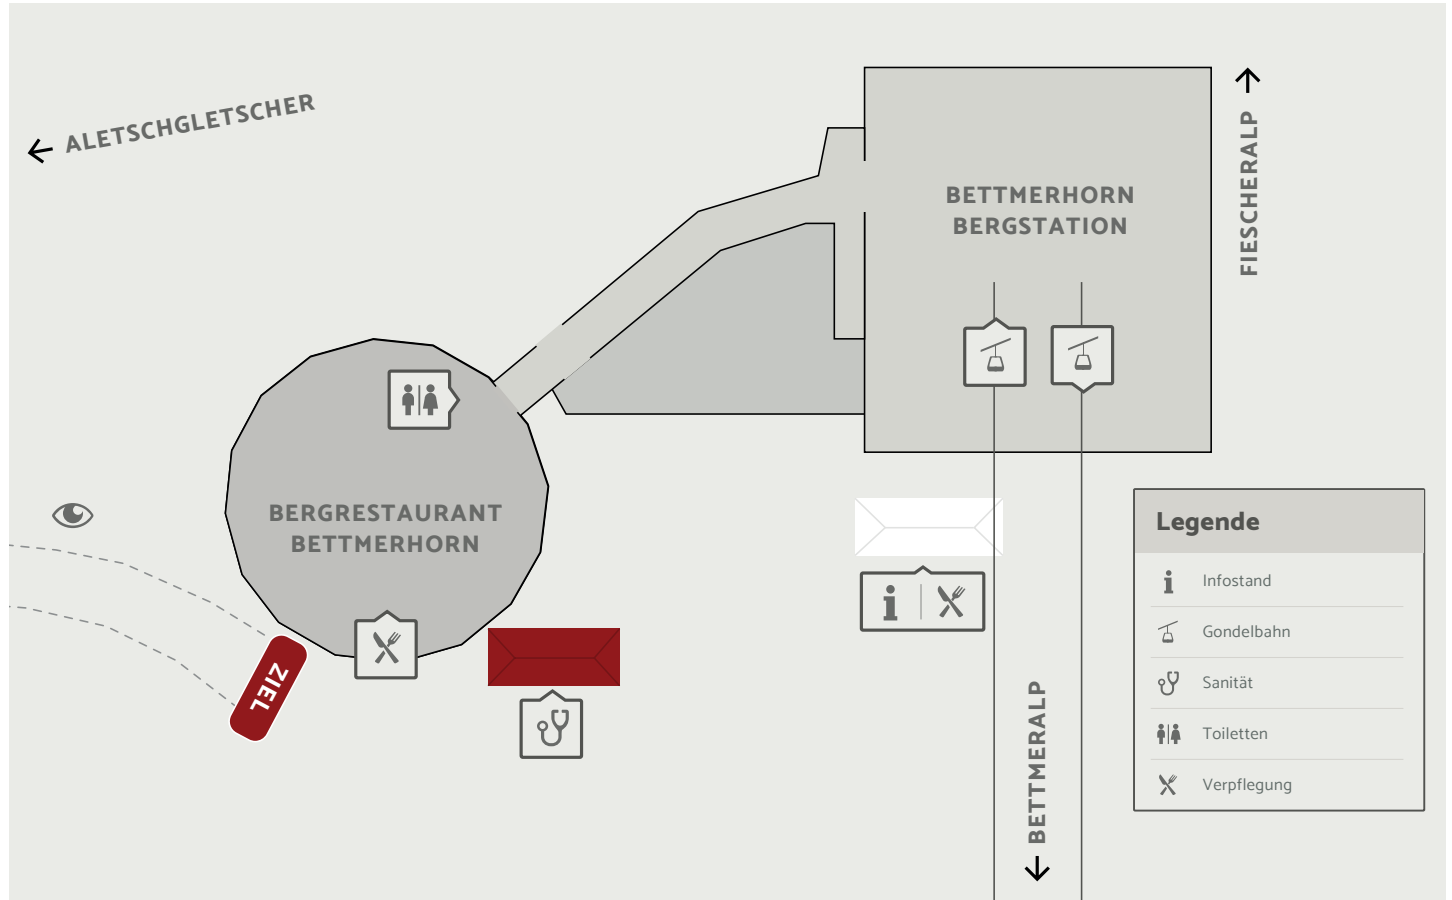 ALETSCHGLETSCHER
FIESCHERALP
BETTMERHORN
BERGSTATION
BERGRESTAURANT
BETTMERHORN
ZIEL
BETTMERALP
Legende
Infostand
Gondelbahn
Sanität
Toiletten
Verpflegung